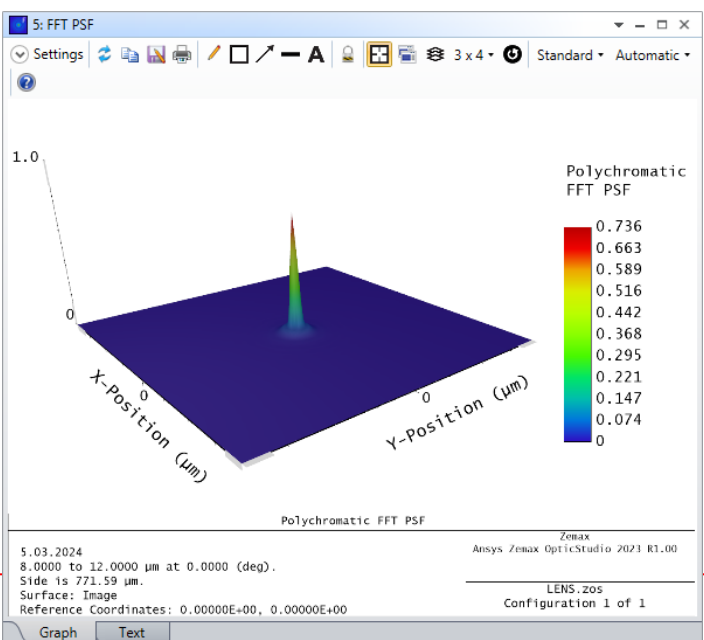 5: FFT PSF
Settings
A
3 x 4
Standard
Automatic
?
1.0
0
X-Position (µm)
0
Y-Position (µm)
0
Polychromatic
FFT PSF
0.736
0.663
0.589
0.516
0.442
0.368
0.295
0.221
0.147
0.074
0
Polychromatic FFT PSF
5.03.2024
8.0000 to 12.0000 µm at 0.0000 (deg).
Side is 771.59 µm.
Surface: Image
Reference Coordinates: 0.00000E+00, 0.00000E+00
Zemax
Ansys Zemax OpticStudio 2023 R1.00
LENS.zos
Configuration 1 of 1
Graph
Text